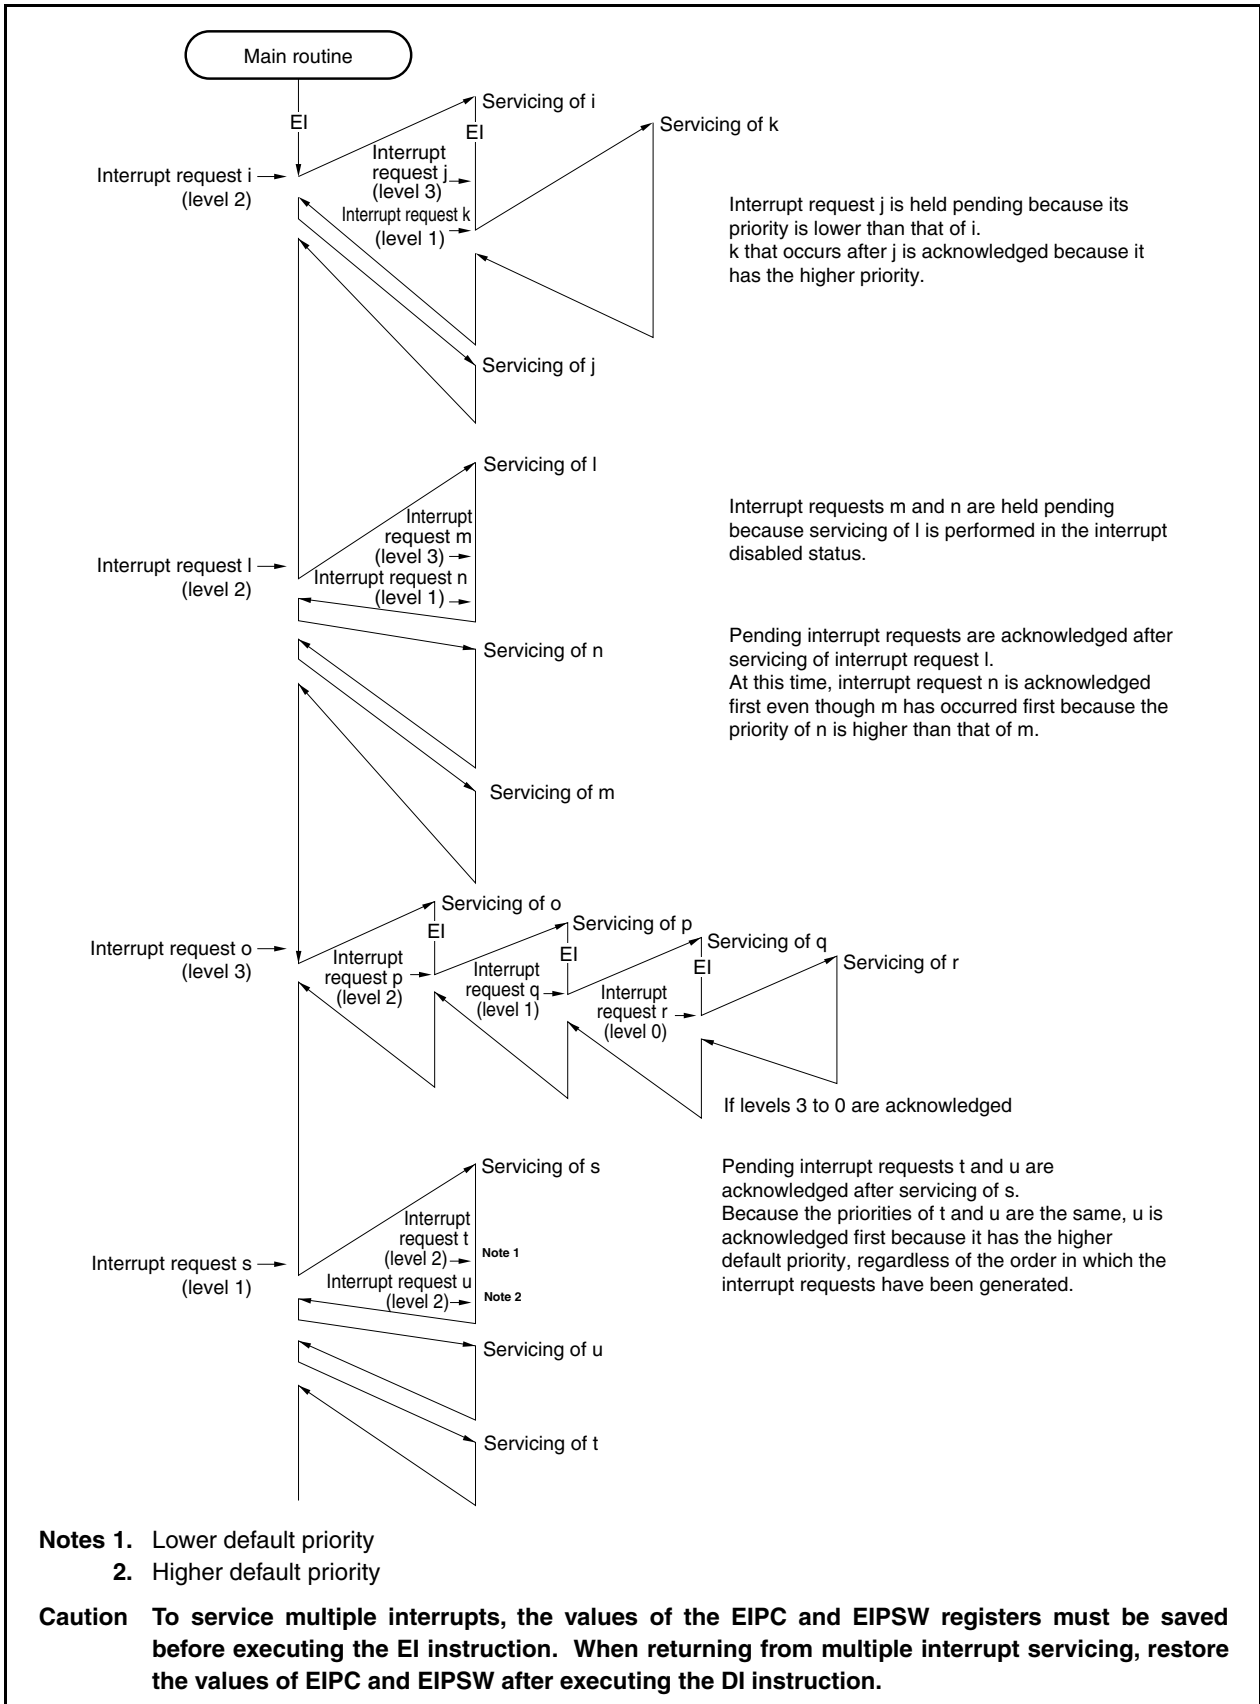 Main routine
EI
Servicing of i
EI
Servicing of k
Interrupt request i
(level 2)
Interrupt
request j
(level 3)
Interrupt request k
(level 1)
Interrupt request j is held pending because its
priority is lower than that of i.
k that occurs after j is acknowledged because it
has the higher priority.
Servicing of j
Servicing of l
Interrupt request l
(level 2)
Interrupt
request m
(level 3)
Interrupt request n
(level 1)
Interrupt requests m and n are held pending
because servicing of l is performed in the interrupt
disabled status.
Servicing of n
Pending interrupt requests are acknowledged after
servicing of interrupt request l.
At this time, interrupt request n is acknowledged
first even though m has occurred first because the
priority of n is higher than that of m.
Servicing of m
Interrupt request o
(level 3)
Servicing of o
EI
Interrupt
request p
(level 2)
Servicing of p
EI
Interrupt
request q
(level 1)
Servicing of q
EI
Interrupt
request r
(level 0)
Servicing of r
If levels 3 to 0 are acknowledged
Servicing of s
Interrupt request s
(level 1)
Interrupt
request t
(level 2)
Note 1
Interrupt request u
(level 2)
Note 2
Pending interrupt requests t and u are
acknowledged after servicing of s.
Because the priorities of t and u are the same, u is
acknowledged first because it has the higher
default priority, regardless of the order in which the
interrupt requests have been generated.
Servicing of u
Servicing of t
Notes 1. Lower default priority
2. Higher default priority
Caution To service multiple interrupts, the values of the EIPC and EIPSW registers must be saved
before executing the EI instruction. When returning from multiple interrupt servicing, restore
the values of EIPC and EIPSW after executing the DI instruction.